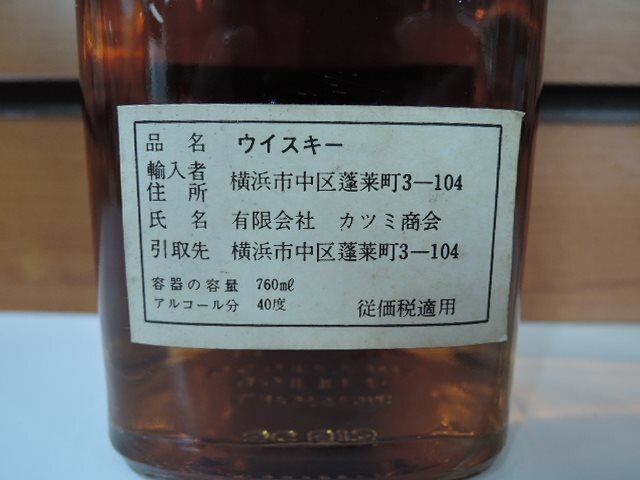 品名 ウイスキー
輸入者住所 横浜市中区蓬莱町3―104
氏名 有限会社 カツミ商会
引取先 横浜市中区蓬莱町3―104
容器の容量 760mℓ
アルコール分 40度 従価税適用